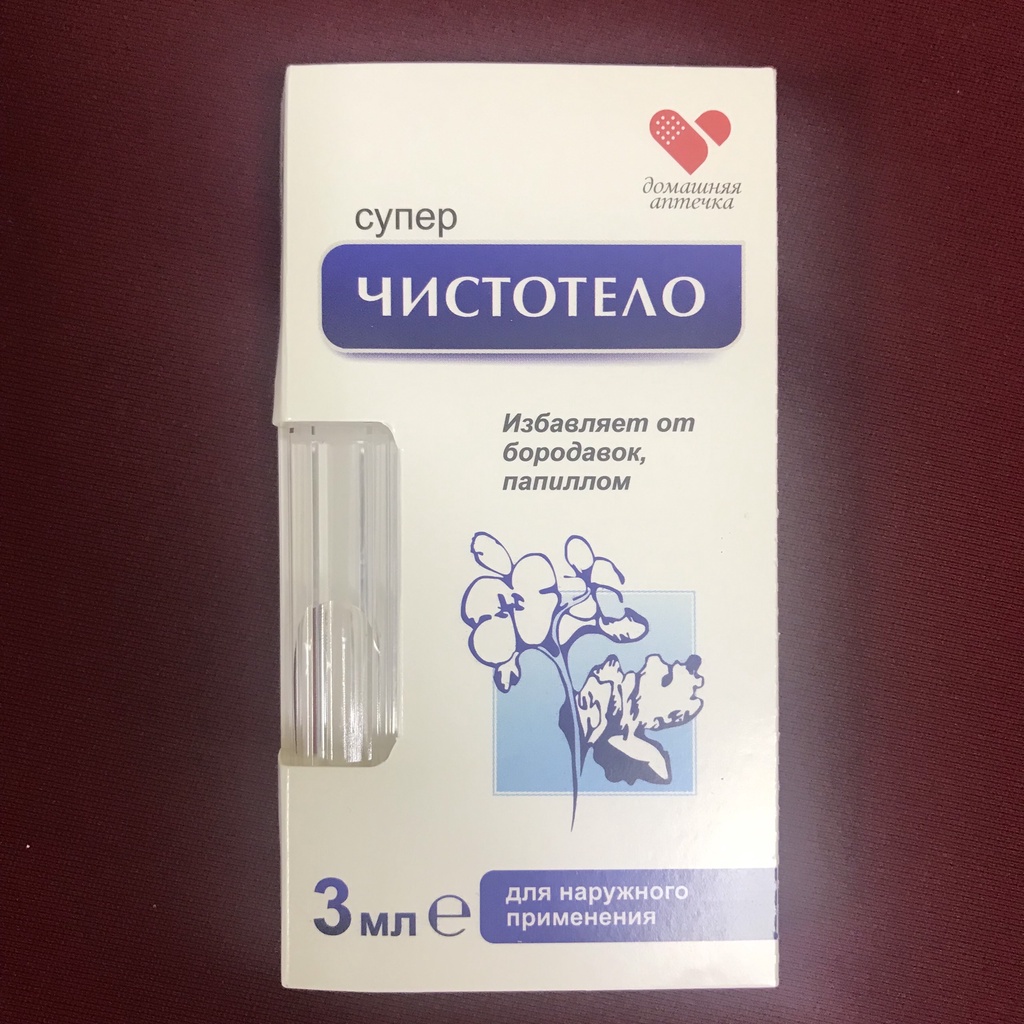 домашняя
аптечка
супер
ЧИСТОТЕЛО
Избавляет от
бородавок,
папиллом
3 мл ℮
для наружного
применения